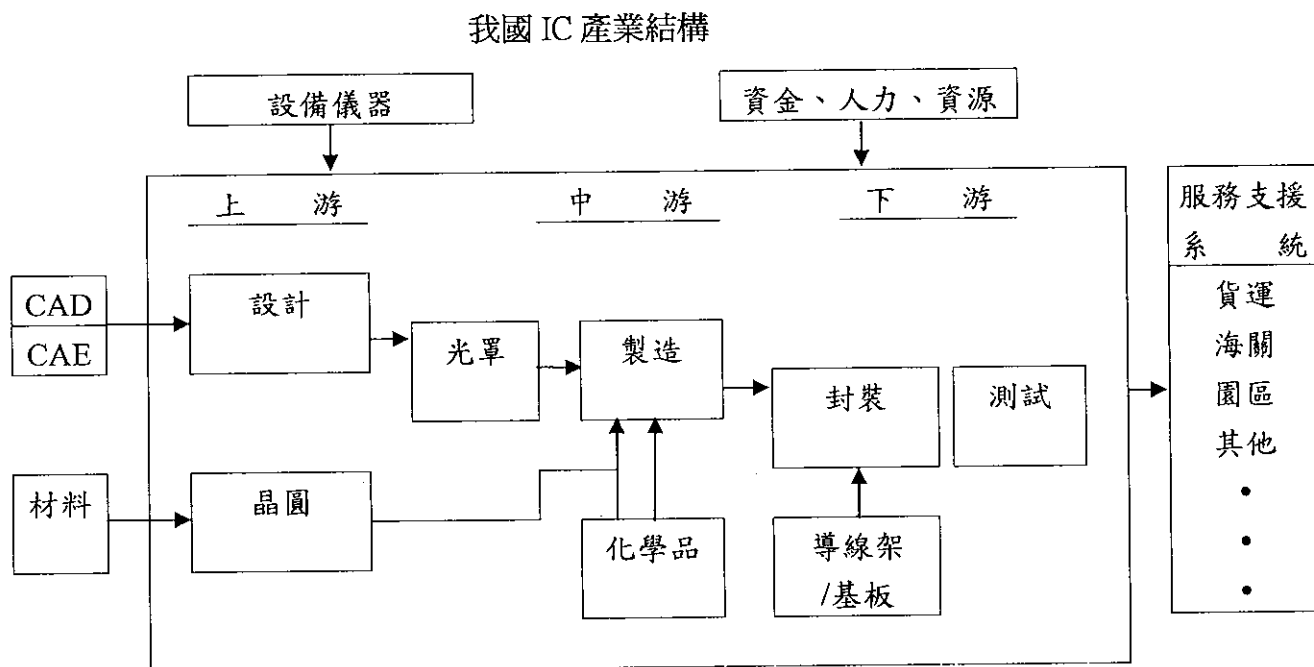 我國 IC 產業結構
設備儀器
資金、人力、資源
上 游
中 游
下 游
服務支援
系 統
貨運
海關
園區
其他
•
•
•
CAD
CAE
設計
光罩
製造
封裝
測試
材料
晶圓
化學品
導線架
/基板